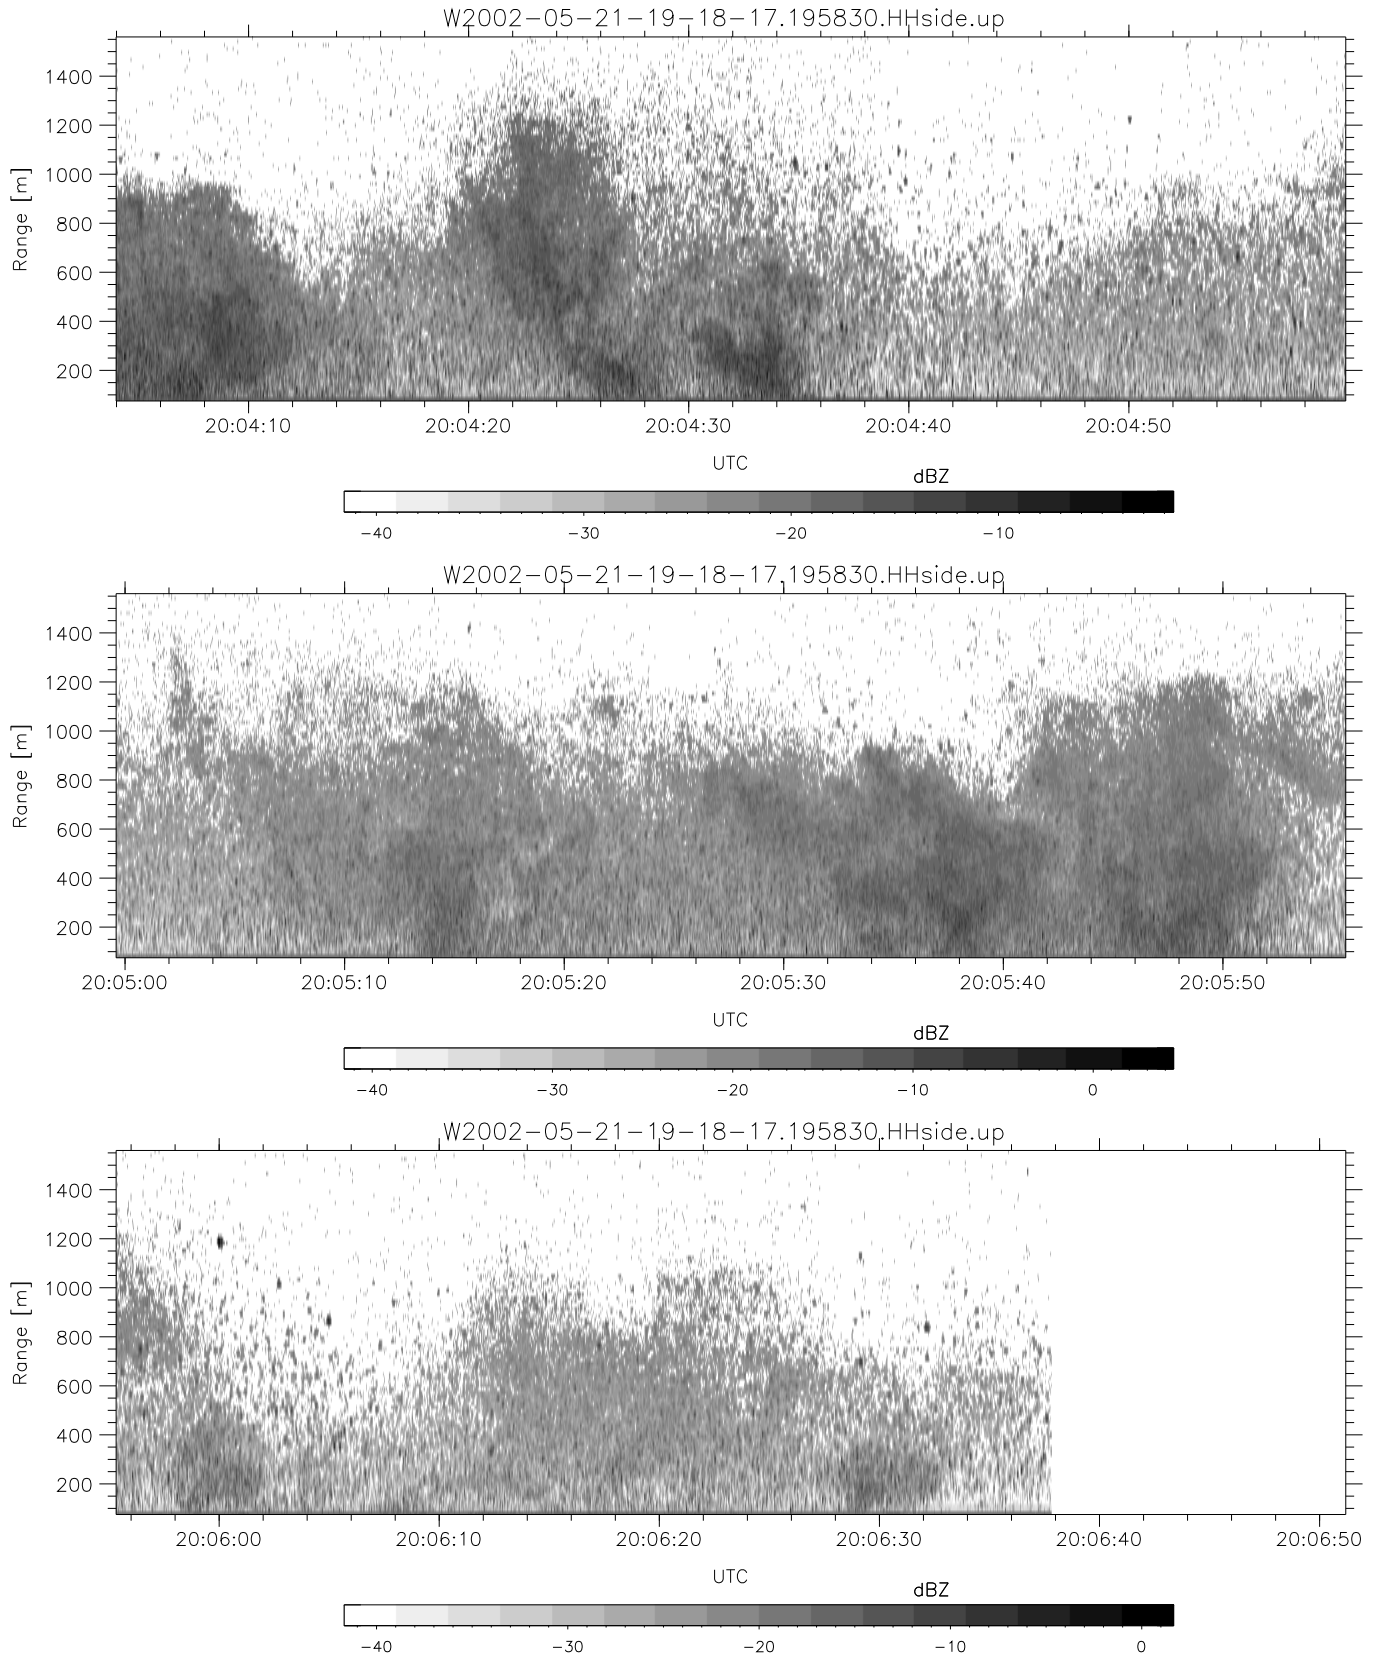 W2002-05-21-19-18-17.195830.HHside.up
Range [m]
1400
1200
1000
800
600
400
200
20:04:10 20:04:20 20:04:30 20:04:40 20:04:50
UTC
dBZ
-40 -30 -20 -10
W2002-05-21-19-18-17.195830.HHside.up
Range [m]
1400
1200
1000
800
600
400
200
20:05:00 20:05:10 20:05:20 20:05:30 20:05:40 20:05:50
UTC
dBZ
-40 -30 -20 -10 0
W2002-05-21-19-18-17.195830.HHside.up
Range [m]
1400
1200
1000
800
600
400
200
20:06:00 20:06:10 20:06:20 20:06:30 20:06:40 20:06:50
UTC
dBZ
-40 -30 -20 -10 0